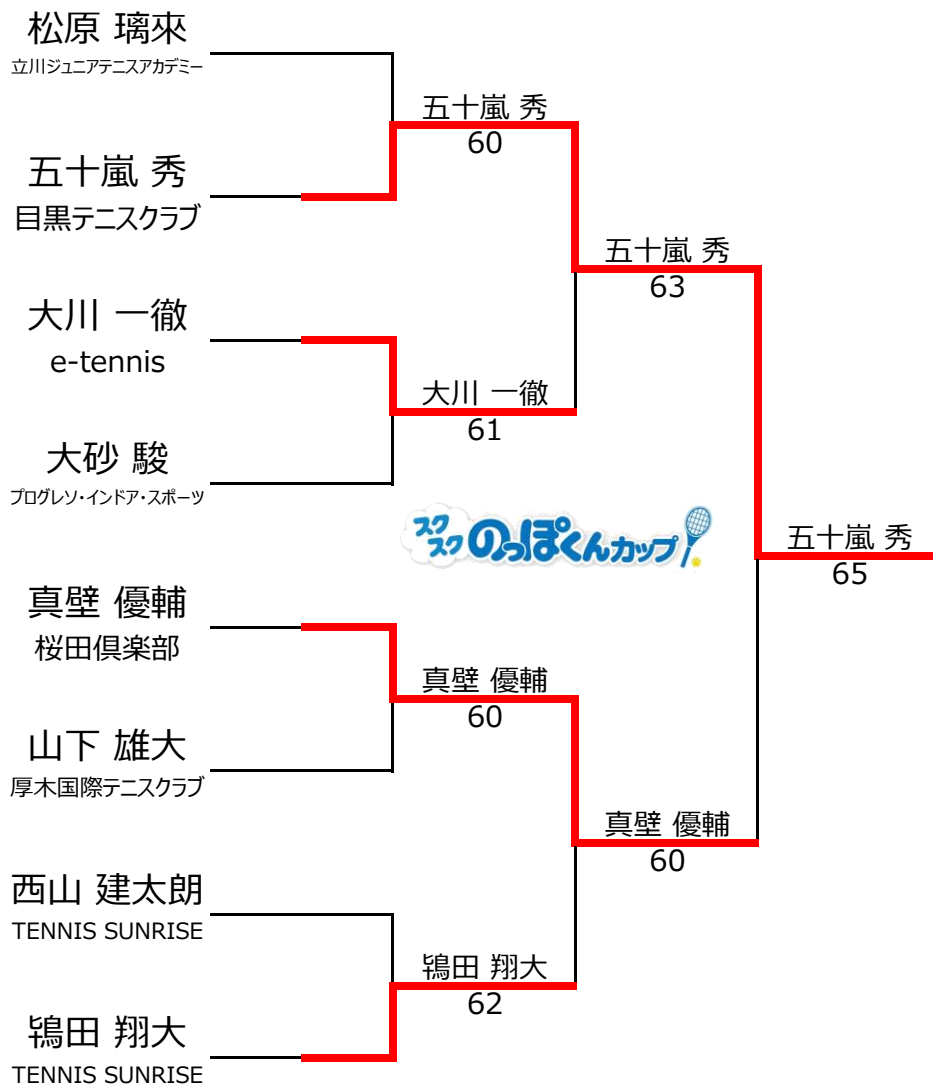 松原 璃來
立川ジュニアテニスアカデミー
五十嵐 秀
60
五十嵐 秀
目黒テニスクラブ
五十嵐 秀
63
大川 一徹
e-tennis
大川 一徹
61
大砂 駿
プログレソ・インドア・スポーツ
スクスクのっぽくんカップ
五十嵐 秀
65
真壁 優輔
桜田倶楽部
真壁 優輔
60
山下 雄大
厚木国際テニスクラブ
真壁 優輔
60
西山 建太朗
TENNIS SUNRISE
鴇田 翔大
62
鴇田 翔大
TENNIS SUNRISE